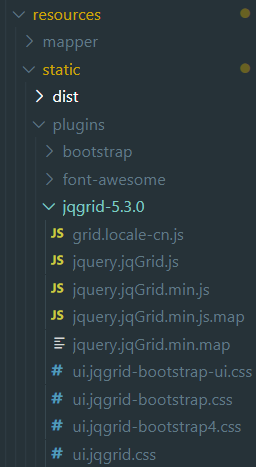 resources
mapper
static
dist
plugins
bootstrap
font-awesome
jqgrid-5.3.0
JS grid.locale-cn.js
JS jquery.jqGrid.js
JS jquery.jqGrid.min.js
JS jquery.jqGrid.min.js.map
jquery.jqGrid.min.map
# ui.jqgrid-bootstrap-ui.css
# ui.jqgrid-bootstrap.css
# ui.jqgrid-bootstrap4.css
# ui.jqgrid.css